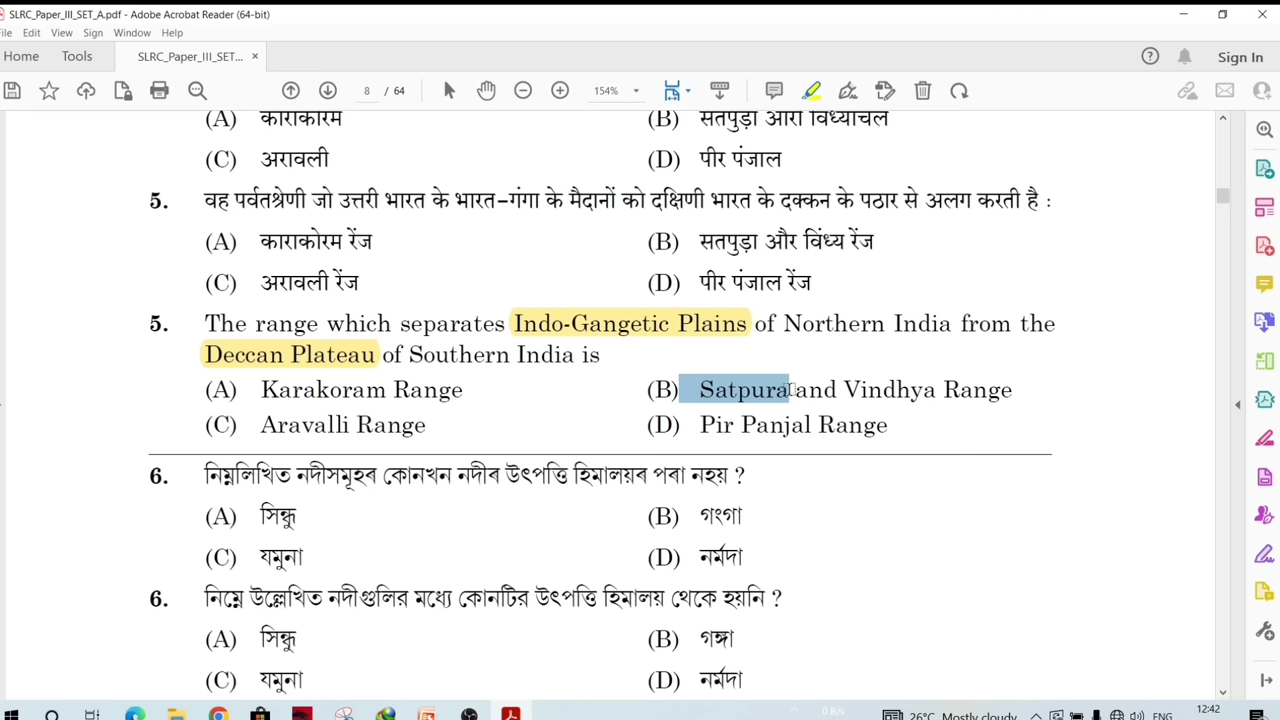 SLRC_Paper_III_SET_A.pdf - Adobe Acrobat Reader (64-bit)
File Edit View Sign Window Help
Home Tools SLRC_Paper_III_SET... × Sign In
8 / 64 154%
(A) काराकोरम (B) सतपुड़ा और विंध्याचल
(C) अरावली (D) पीर पंजाल
5. वह पर्वतश्रेणी जो उत्तरी भारत के भारत-गंगा के मैदानों को दक्षिणी भारत के दक्कन के पठार से अलग करती है :
(A) काराकोरम रेंज (B) सतपुड़ा और विंध्य रेंज
(C) अरावली रेंज (D) पीर पंजाल रेंज
5. The range which separates Indo-Gangetic Plains of Northern India from the
Deccan Plateau of Southern India is
(A) Karakoram Range (B) Satpura and Vindhya Range
(C) Aravalli Range (D) Pir Panjal Range
6. নিম্নলিখিত নদীসমূহৰ কোনখন নদীৰ উৎপত্তি হিমালয়ৰ পৰা নহয় ?
(A) সিন্ধু (B) গংগা
(C) যমুনা (D) নৰ্মদা
6. নিম্নে উল্লেখিত নদীগুলির মধ্যে কোনটির উৎপত্তি হিমালয় থেকে হয়নি ?
(A) সিন্ধু (B) গঙ্গা
(C) যমুনা (D) নর্মদা
26°C Mostly cloudy 0 B/s ENG 12:42